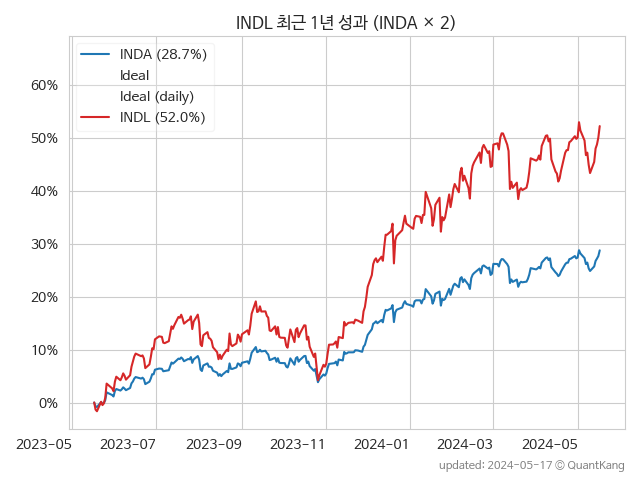 INDL 최근 1년 성과 (INDA × 2)
INDA (28.7%)
Ideal
Ideal (daily)
INDL (52.0%)
60%
50%
40%
30%
20%
10%
0%
2023-05 2023-07 2023-09 2023-11 2024-01 2024-03 2024-05
updated: 2024-05-17 © QuantKang